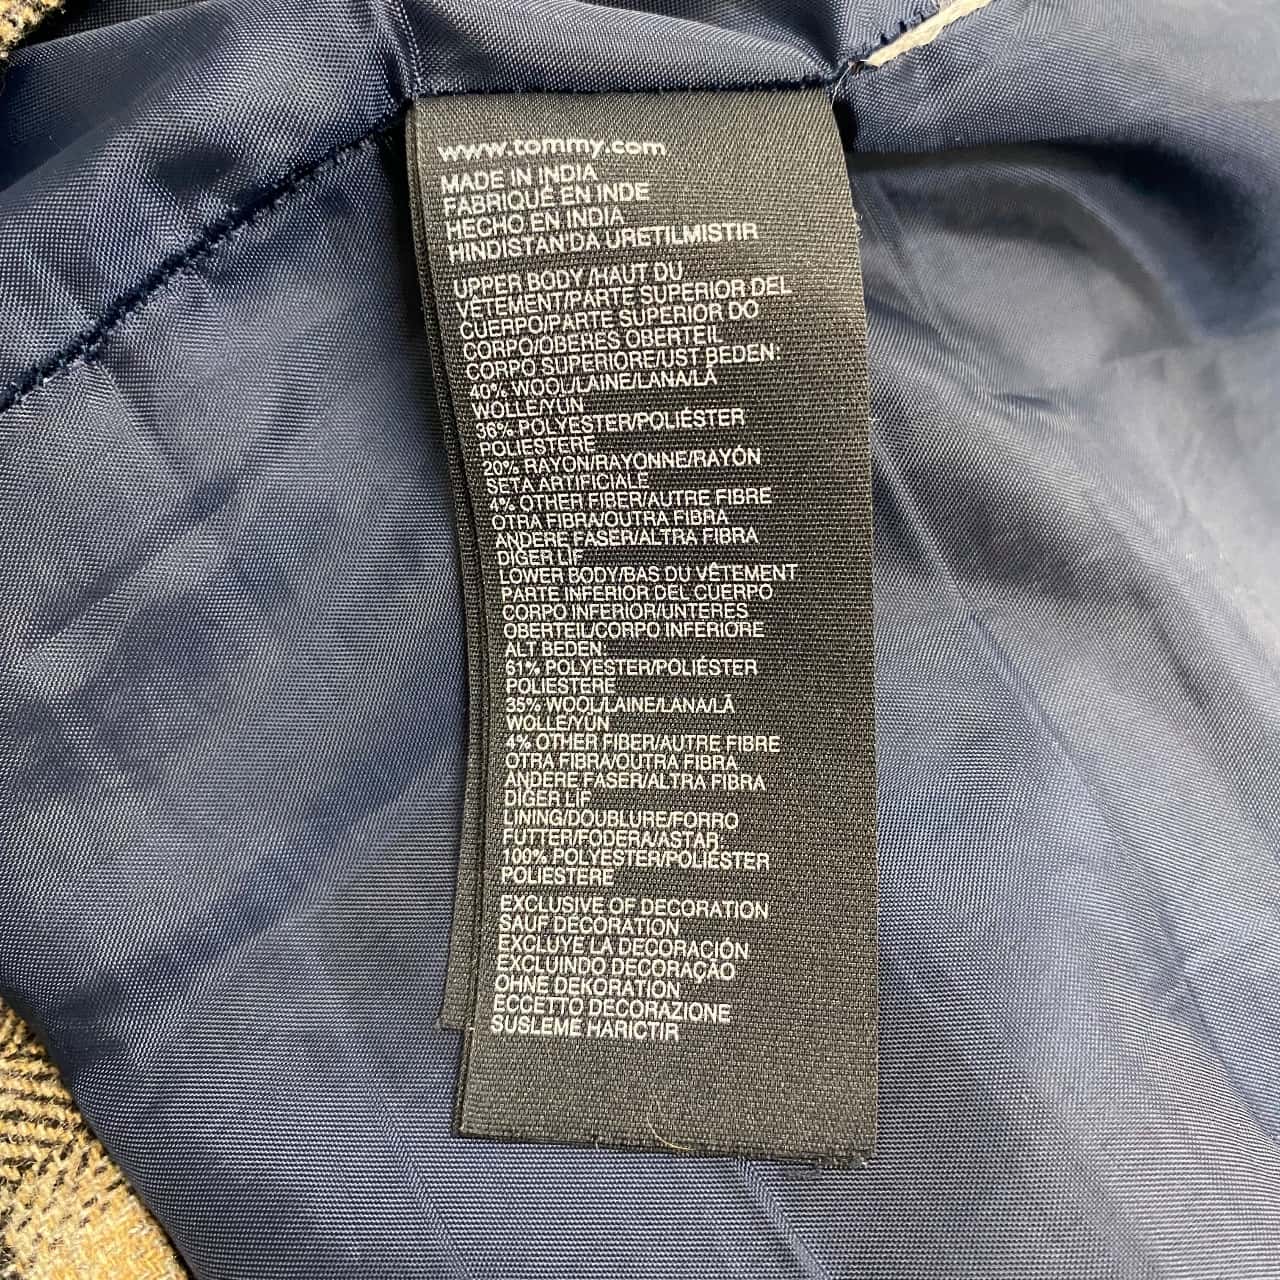 www.tommy.com
MADE IN INDIA
FABRIQUÉ EN INDE
HECHO EN INDIA
HINDISTAN'DA URETILMISTIR
UPPER BODY/HAUT DU
VÊTEMENT/PARTE SUPERIOR DEL
CUERPO/PARTE SUPERIOR DO
CORPO/OBERES OBERTEIL
CORPO SUPERIORE/UST BEDEN:
40% WOOL/LAINE/LANA/LÃ
WOLLE/YUN
36% POLYESTER/POLIÉSTER
POLIESTERE
20% RAYON/RAYONNE/RAYÓN
SETA ARTIFICIALE
4% OTHER FIBER/AUTRE FIBRE
OTRA FIBRA/OUTRA FIBRA
ANDERE FASER/ALTRA FIBRA
DIGER LIF
LOWER BODY/BAS DU VÊTEMENT
PARTE INFERIOR DEL CUERPO
CORPO INFERIOR/UNTERES
OBERTEIL/CORPO INFERIORE
ALT BEDEN:
61% POLYESTER/POLIÉSTER
POLIESTERE
35% WOOL/LAINE/LANA/LÃ
WOLLE/YUN
4% OTHER FIBER/AUTRE FIBRE
OTRA FIBRA/OUTRA FIBRA
ANDERE FASER/ALTRA FIBRA
DIGER LIF
LINING/DOUBLURE/FORRO
FUTTER/FODERA/ASTAR
100% POLYESTER/POLIÉSTER
POLIESTERE
EXCLUSIVE OF DECORATION
SAUF DÉCORATION
EXCLUYE LA DECORACIÓN
EXCLUINDO DECORAÇÃO
OHNE DEKORATION
ECCETTO DECORAZIONE
SUSLEME HARICTIR